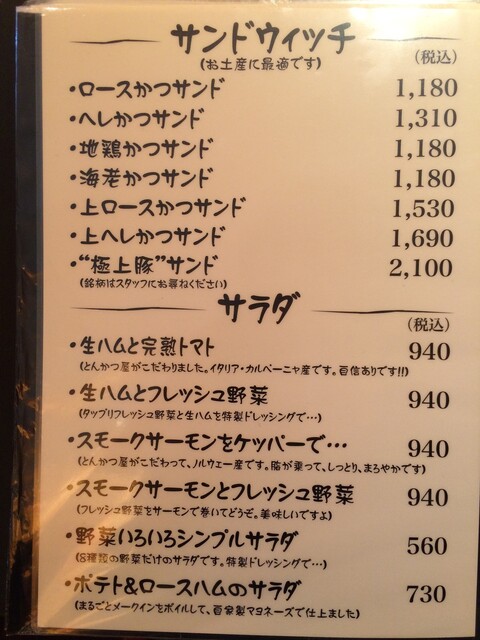 サンドウィッチ
(お土産に最適です)
(税込)
・ロースかつサンド 1,180
・ヘレかつサンド 1,310
・地鶏かつサンド 1,180
・海老かつサンド 1,180
・上ロースかつサンド 1,530
・上ヘレかつサンド 1,690
・“極上豚”サンド 2,100
(銘柄はスタッフにお尋ねください)
サラダ
(税込)
・生ハムと完熟トマト 940
(とんかつ屋がこだわりました。イタリア・カルペーニャ産です。自信ありです!!)
・生ハムとフレッシュ野菜 940
(タップリフレッシュ野菜と生ハムを特製ドレッシングで…)
・スモークサーモンをケッパーで… 940
(とんかつ屋がこだわって、ノルウェー産です。脂が乗って、しっとり、まろやかです)
・スモークサーモンとフレッシュ野菜 940
(フレッシュ野菜をサーモンで巻いてどうぞ。美味しいですよ)
・野菜いろいろシンプルサラダ 560
(8種類の野菜だけのサラダです。特製ドレッシングで…)
・ポテト&ロースハムのサラダ 730
(まるごとメークインをボイルして、自家製マヨネーズで仕上ました)